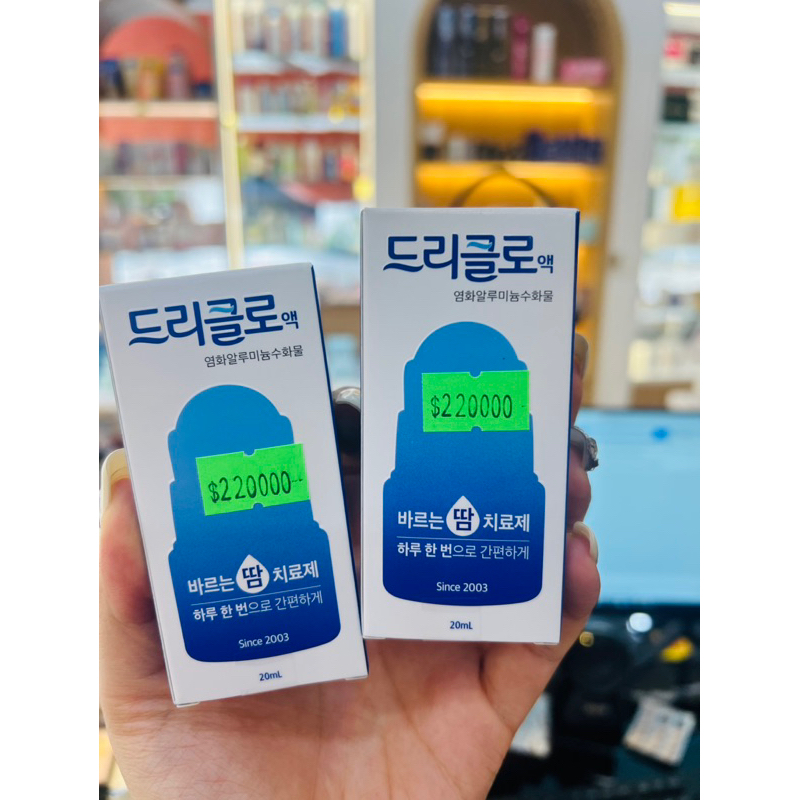 드리클로액
염화알루미늄수화물
$220000--
바르는 땀 치료제
하루 한 번으로 간편하게
Since 2003
20mL
드리클로액
염화알루미늄수화물
$220000
바르는 땀 치료제
하루 한 번으로 간편하게
Since 2003
20mL